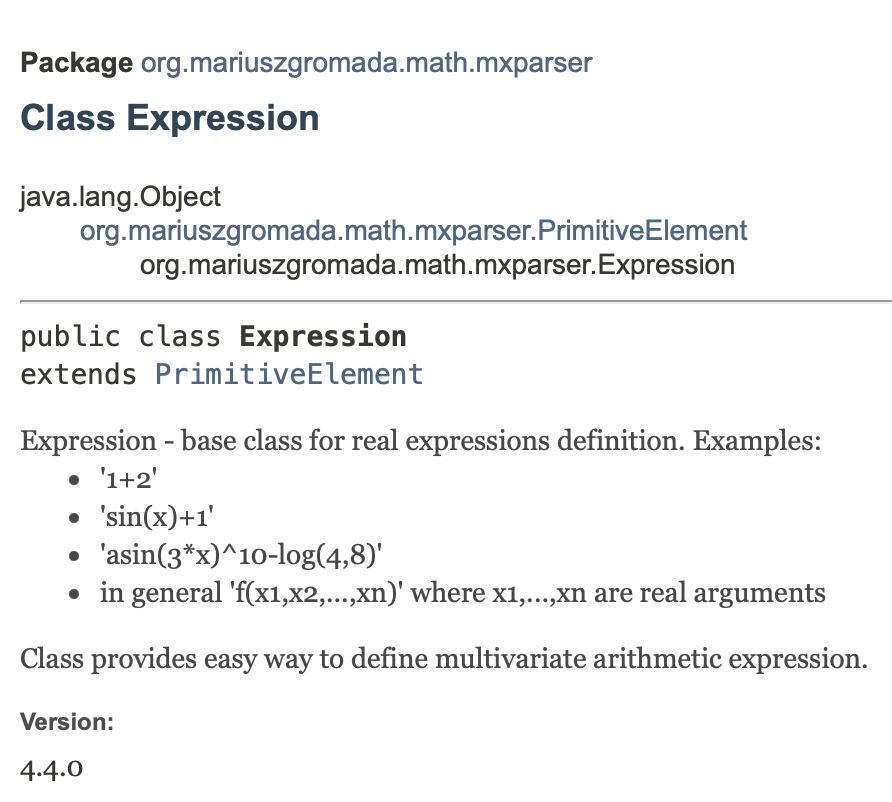 Package org.mariuszgromada.math.mxparser
Class Expression
java.lang.Object
org.mariuszgromada.math.mxparser.PrimitiveElement
org.mariuszgromada.math.mxparser.Expression
public class Expression
extends PrimitiveElement
Expression - base class for real expressions definition. Examples:
• '1+2'
• 'sin(x)+1'
• 'asin(3*x)^10-log(4,8)'
• in general 'f(x1,x2,...,xn)' where x1,...,xn are real arguments
Class provides easy way to define multivariate arithmetic expression.
Version:
4.4.0